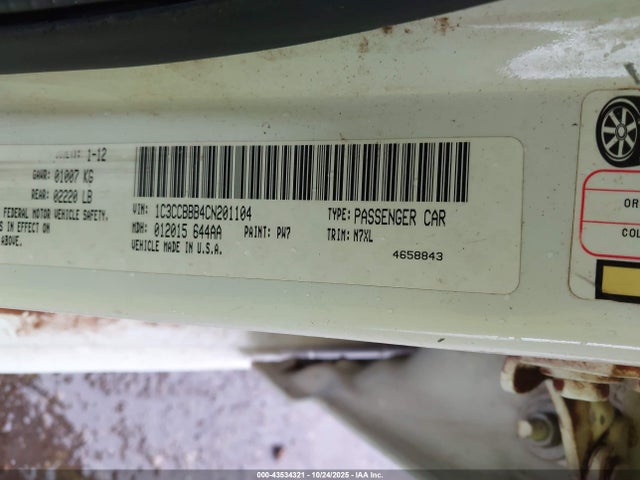 1-12
GAWR: 01007 KG
REAR: 02220 LB
FEDERAL MOTOR VEHICLE SAFETY,
S IN EFFECT ON
ABOVE.
VIN: 1C3CCBBB4CN201104
TYPE: PASSENGER CAR
MDH: 012015 644AA
PAINT: PW7
TRIM: N7XL
VEHICLE MADE IN U.S.A.
4658843
OR
COL
000-43534321 - 10/24/2025 - IAA Inc.